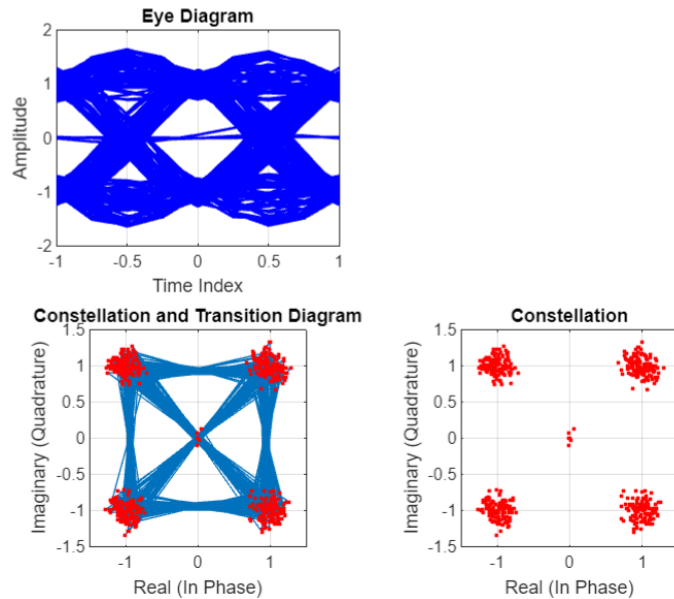 Eye Diagram
2
1
0
-1
-2
Amplitude
-1 -0.5 0 0.5 1
Time Index
Constellation and Transition Diagram
1.5
1
0.5
0
-0.5
-1
-1.5
Imaginary (Quadrature)
-1 0 1
Real (In Phase)
Constellation
1.5
1
0.5
0
-0.5
-1
-1.5
Imaginary (Quadrature)
-1 0 1
Real (In Phase)